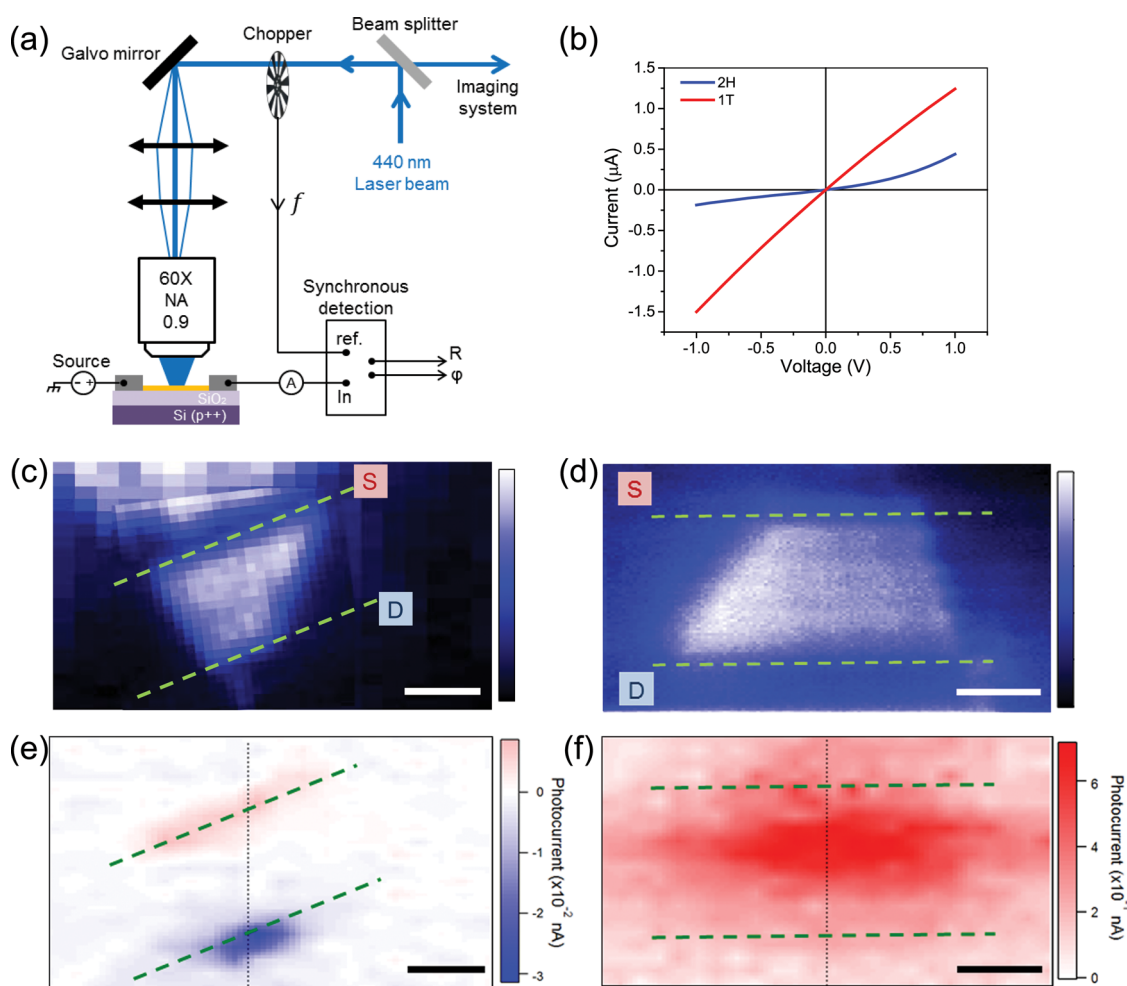 (a)
Galvo mirror
Chopper
Beam splitter
Imaging
system
440 nm
Laser beam
f
60X
NA
0.9
Synchronous
detection
ref.
In
R
φ
Source
- +
A
SiO₂
Si (p++)
(b)
2H
1T
Current (µA)
1.5
1.0
0.5
0.0
-0.5
-1.0
-1.5
-1.0
-0.5
0.0
0.5
1.0
Voltage (V)
(c)
S
D
(d)
S
D
(e)
0
-1
-2
-3
Photocurrent (x10⁻² nA)
(f)
6
4
2
0